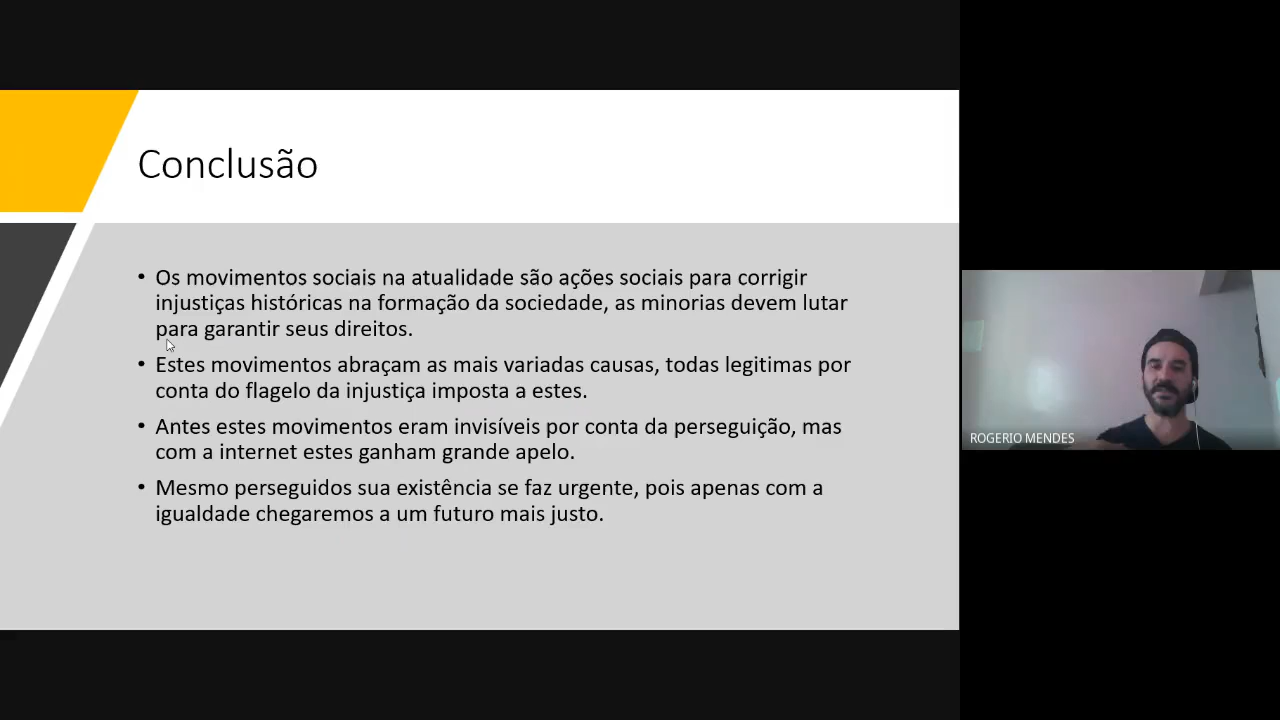 Conclusão
• Os movimentos sociais na atualidade são ações sociais para corrigir
injustiças históricas na formação da sociedade, as minorias devem lutar
para garantir seus direitos.
• Estes movimentos abraçam as mais variadas causas, todas legitimas por
conta do flagelo da injustiça imposta a estes.
• Antes estes movimentos eram invisíveis por conta da perseguição, mas
com a internet estes ganham grande apelo.
• Mesmo perseguidos sua existência se faz urgente, pois apenas com a
igualdade chegaremos a um futuro mais justo.
ROGERIO MENDES